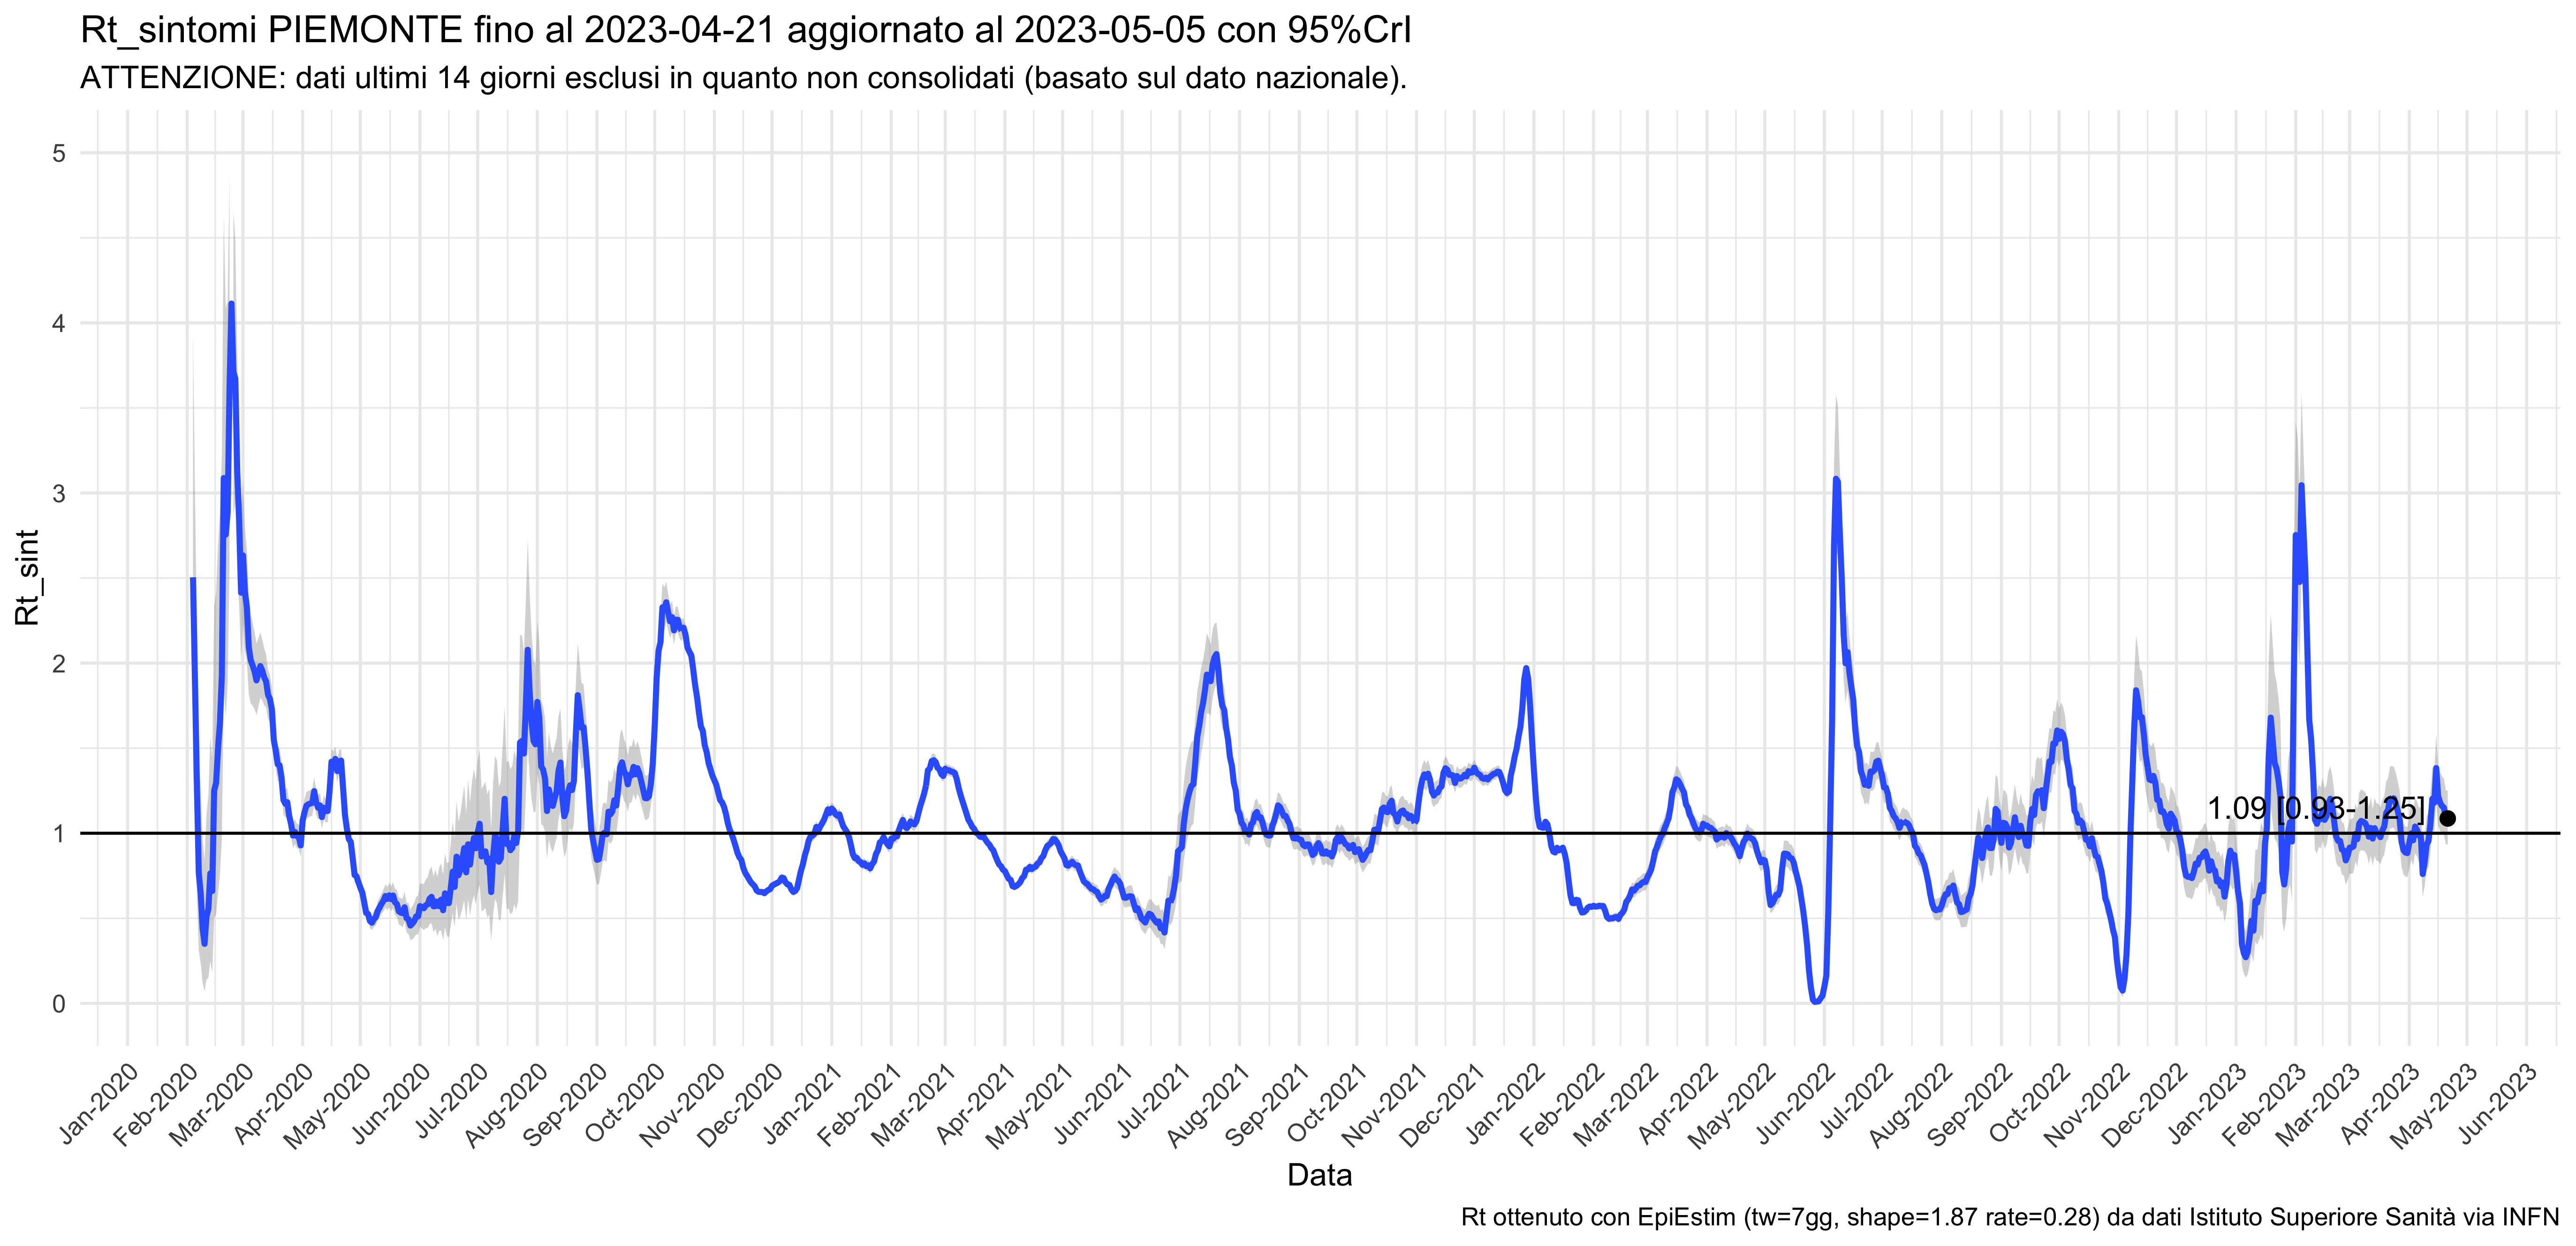 Rt_sintomi PIEMONTE fino al 2023-04-21 aggiornato al 2023-05-05 con 95%CrI
ATTENZIONE: dati ultimi 14 giorni esclusi in quanto non consolidati (basato sul dato nazionale).
5
4
3
2
1
0
Rt_sint
1.09 [0.93-1.25]
Jan-2020
Feb-2020
Mar-2020
Apr-2020
May-2020
Jun-2020
Jul-2020
Aug-2020
Sep-2020
Oct-2020
Nov-2020
Dec-2020
Jan-2021
Feb-2021
Mar-2021
Apr-2021
May-2021
Jun-2021
Jul-2021
Aug-2021
Sep-2021
Oct-2021
Nov-2021
Dec-2021
Jan-2022
Feb-2022
Mar-2022
Apr-2022
May-2022
Jun-2022
Jul-2022
Aug-2022
Sep-2022
Oct-2022
Nov-2022
Dec-2022
Jan-2023
Feb-2023
Mar-2023
Apr-2023
May-2023
Jun-2023
Data
Rt ottenuto con EpiEstim (tw=7gg, shape=1.87 rate=0.28) da dati Istituto Superiore Sanità via INFN